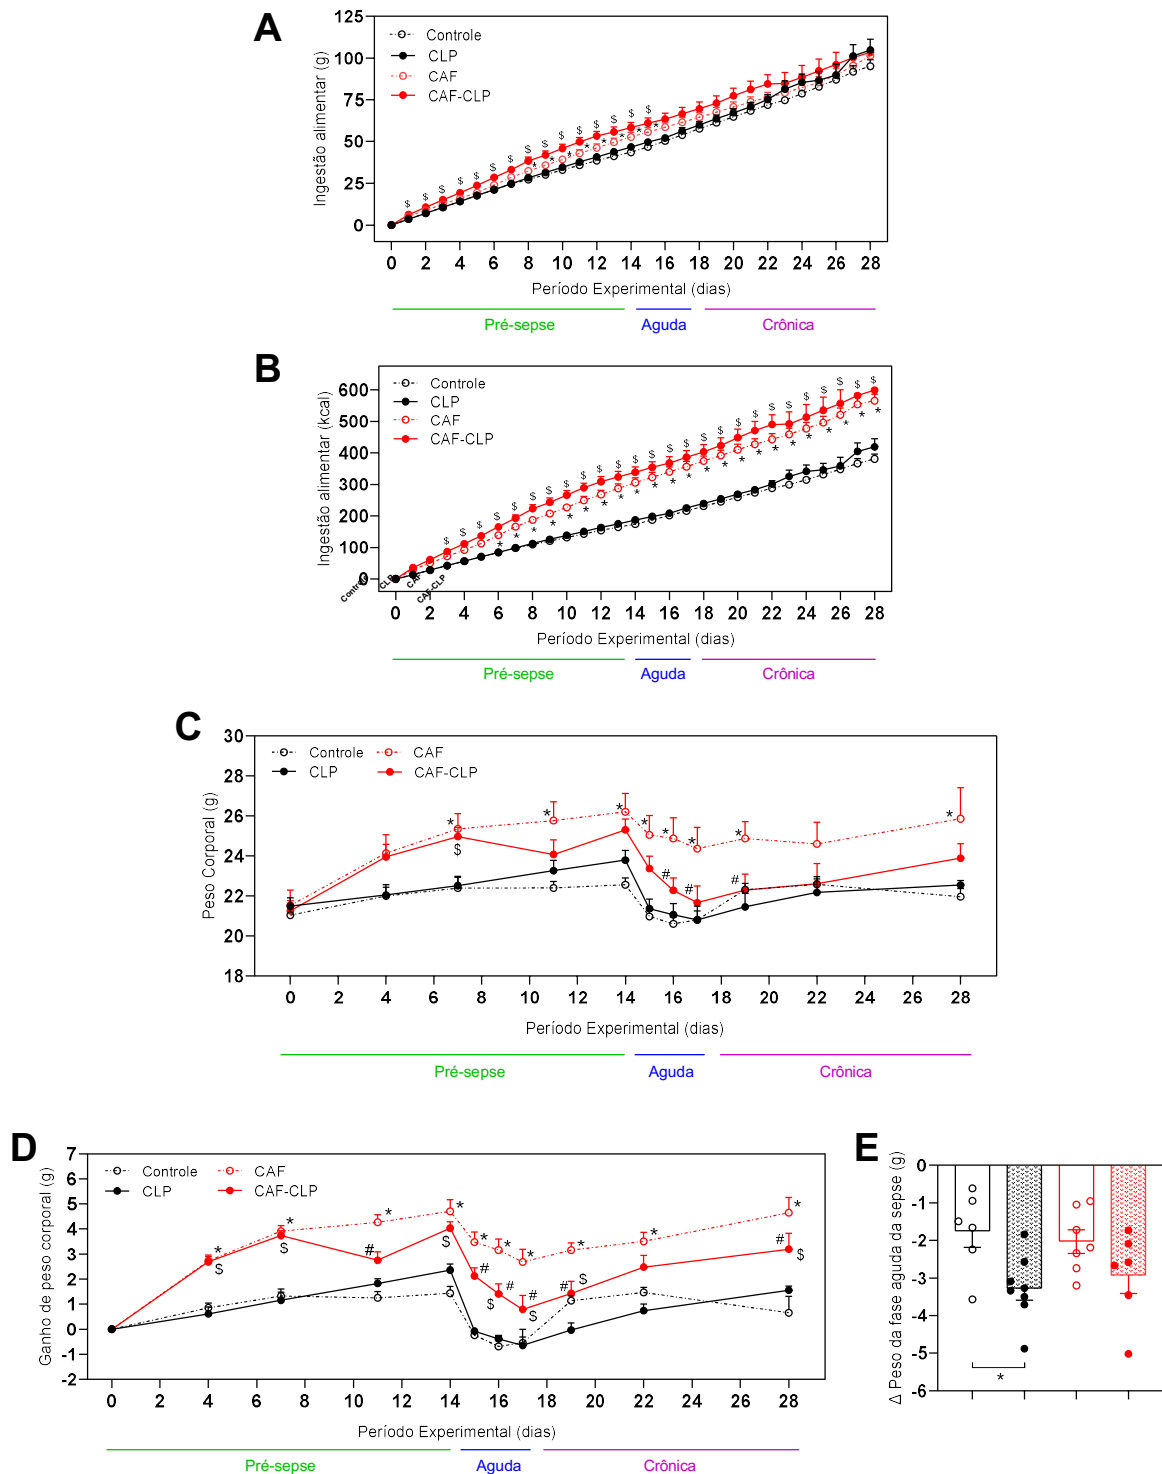 A
Ingestão alimentar (g)
125
100
75
50
25
0
Controle
CLP
CAF
CAF-CLP
$ $ $ $ $ $ $ $ $ $ $ $ $ $ $
* * * * * * * *
0 2 4 6 8 10 12 14 16 18 20 22 24 26 28
Período Experimental (dias)
Pré-sepse Aguda Crônica
B
Ingestão alimentar (kcal)
600
500
400
300
200
100
0
Controle
CLP
CAF
CAF-CLP
$ $ $ $ $ $ $ $ $ $ $ $ $ $ $ $ $ $ $ $ $ $ $ $ $ $
* * * * * * * * * * * * * * * * * * * * * * *
Controle CLP CAF CAF-CLP
0 2 4 6 8 10 12 14 16 18 20 22 24 26 28
Período Experimental (dias)
Pré-sepse Aguda Crônica
C
Peso Corporal (g)
30
28
26
24
22
20
18
Controle CAF
CLP CAF-CLP
* * * * * * * *
$ # # #
0 2 4 6 8 10 12 14 16 18 20 22 24 26 28
Período Experimental (dias)
Pré-sepse Aguda Crônica
D
Ganho de peso corporal (g)
7
6
5
4
3
2
1
0
-1
-2
Controle CAF
CLP CAF-CLP
* * * * * * * * * *
# # # # # #
$ $ $ $ $ $ $
0 2 4 6 8 10 12 14 16 18 20 22 24 26 28
Período Experimental (dias)
Pré-sepse Aguda Crônica
E
Δ Peso da fase aguda da sepse (g)
0
-1
-2
-3
-4
-5
-6
*